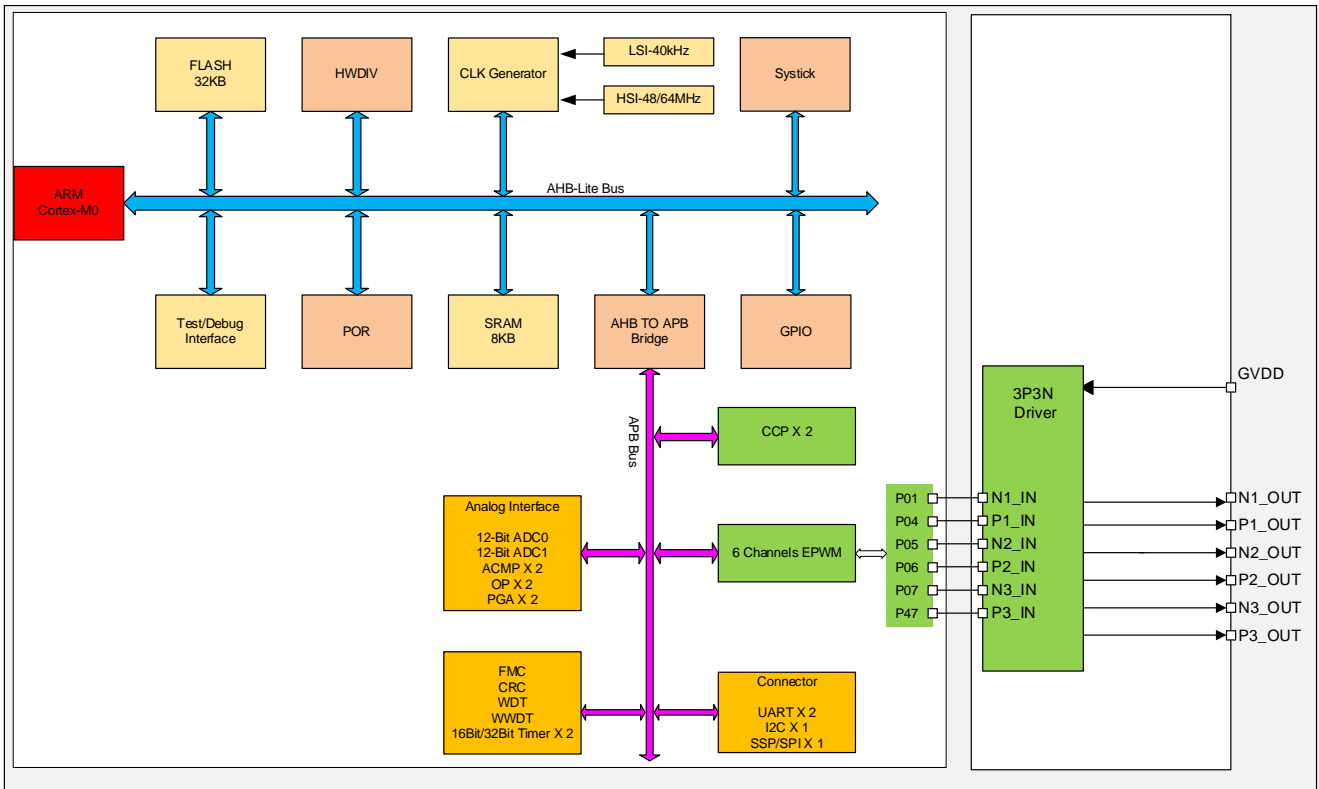 FLASH
32KB
HWDIV
CLK Generator
LSI-40kHz
HSI-48/64MHz
Systick
ARM
Cortex-M0
AHB-Lite Bus
Test/Debug
Interface
POR
SRAM
8KB
AHB TO APB
Bridge
GPIO
APB Bus
CCP X 2
Analog Interface
12-Bit ADC0
12-Bit ADC1
ACMP X 2
OP X 2
PGA X 2
6 Channels EPWM
FMC
CRC
WDT
WWDT
16Bit/32Bit Timer X 2
Connector
UART X 2
I2C X 1
SSP/SPI X 1
P01
P04
P05
P06
P07
P47
3P3N
Driver
N1_IN
P1_IN
N2_IN
P2_IN
N3_IN
P3_IN
GVDD
N1_OUT
P1_OUT
N2_OUT
P2_OUT
N3_OUT
P3_OUT